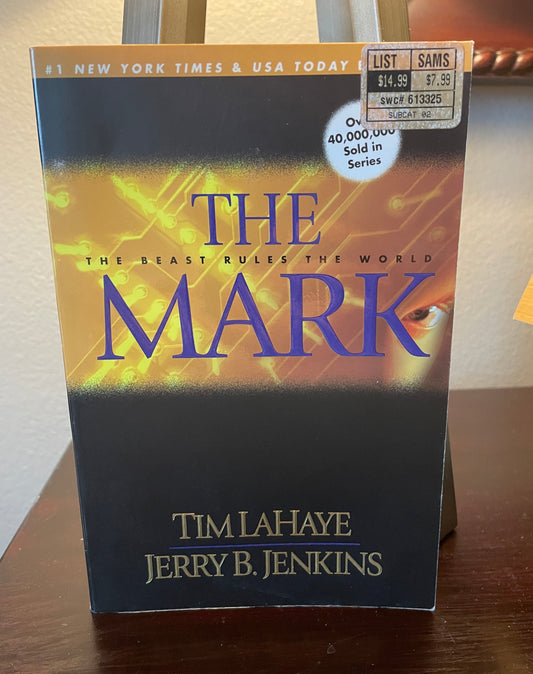 #1 NEW YORK TIMES & USA TODAY
LIST SAMS
$14.99 $7.99
swc# 613325
SUBCAT 02
40,000,000
Sold in
Series
THE
THE BEAST RULES THE WORLD
MARK
TIM LAHAYE
JERRY B. JENKINS